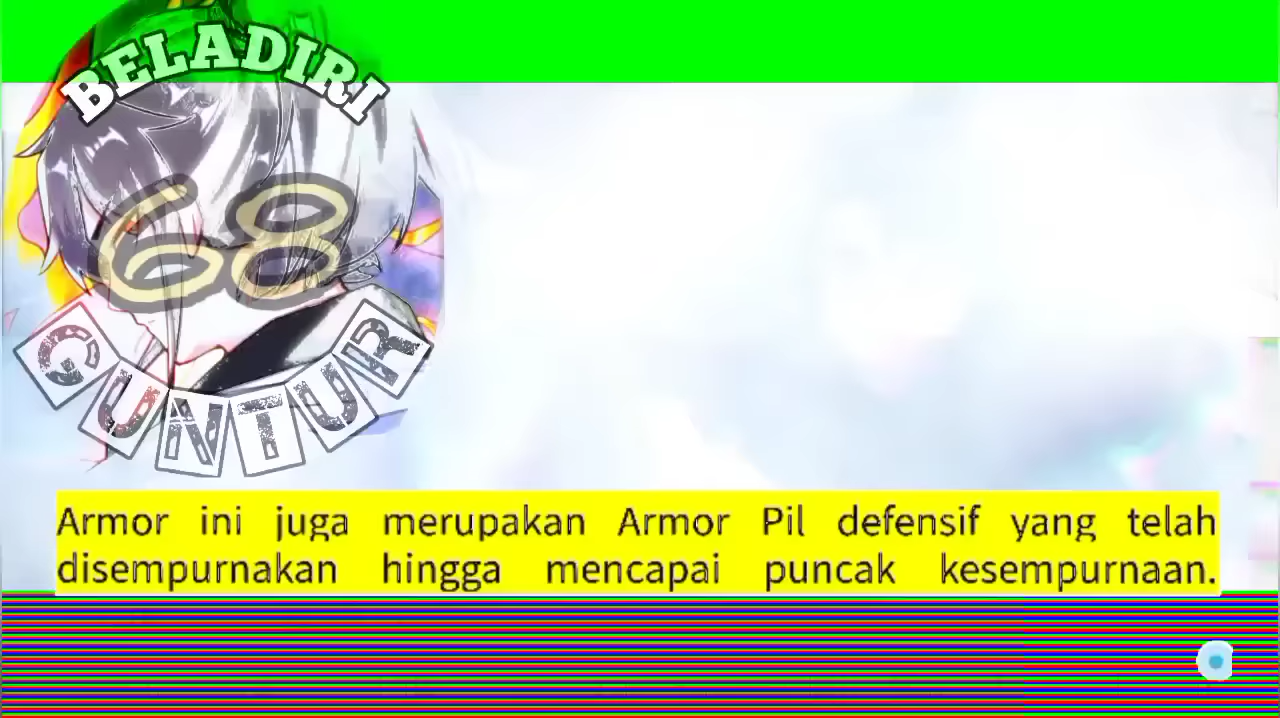 BELADIRI
68
GUNTUR
Armor ini juga merupakan Armor Pil defensif yang telah
disempurnakan hingga mencapai puncak kesempurnaan.